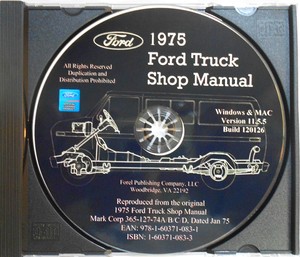 Ford
1975
Ford Truck
Shop Manual
All Rights Reserved
Duplication and
Distribution Prohibited
Windows & MAC
Version 11.5.5
Build 120126
Forel Publishing Company, LLC
Woodbridge, VA 22192
Reproduced from the original
1975 Ford Truck Shop Manual
Mark Corp 365-127-74A B/C/D. Dated Jan 75
EAN: 978-1-60371-083-1
ISBN: 1-60371-083-3